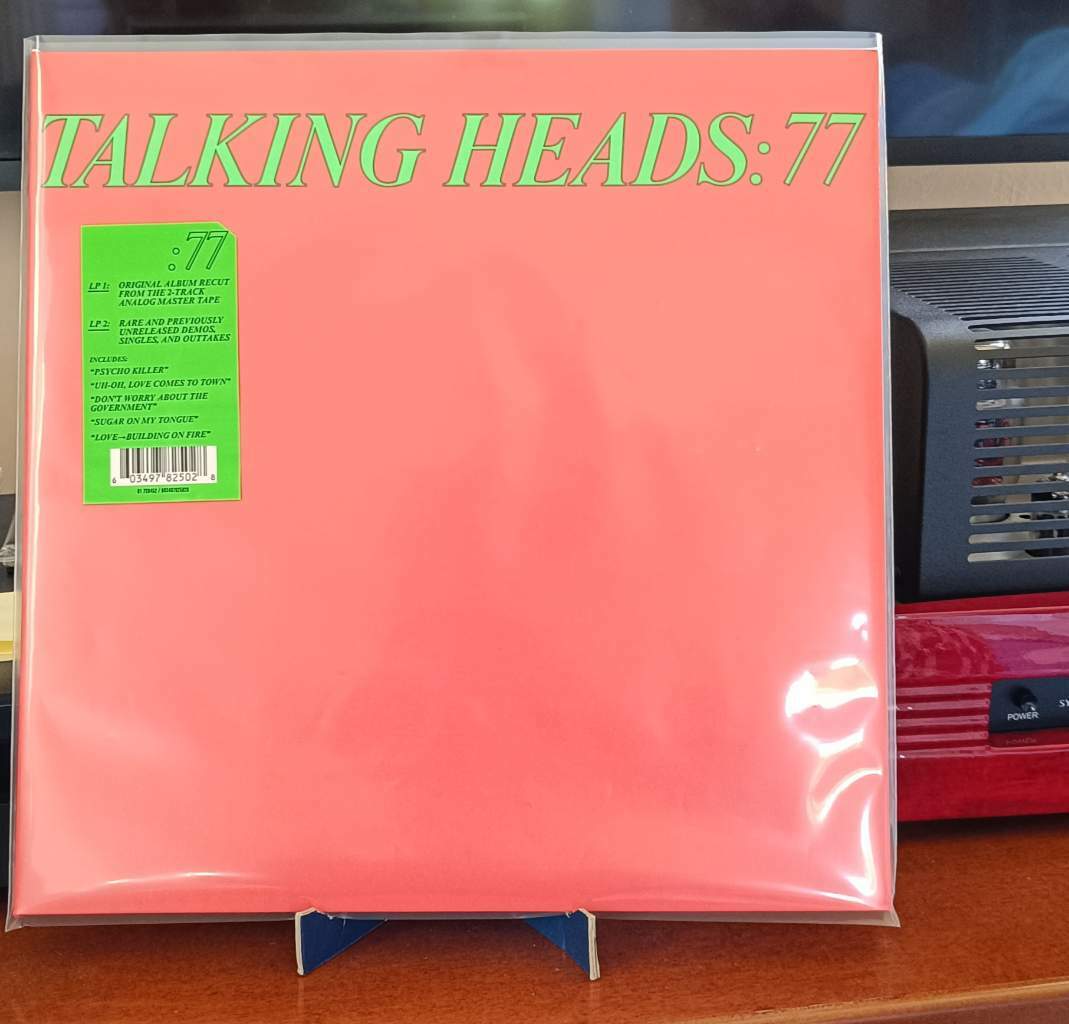 TALKING HEADS: 77
:77
LP 1: ORIGINAL ALBUM RECUT
FROM THE 2-TRACK
ANALOG MASTER TAPE
LP 2: RARE AND PREVIOUSLY
UNRELEASED DEMOS,
SINGLES, AND OUTTAKES
INCLUDES:
"PSYCHO KILLER"
"UH-OH, LOVE COMES TO TOWN"
"DON'T WORRY ABOUT THE
GOVERNMENT"
"SUGAR ON MY TONGUE"
"LOVE→BUILDING ON FIRE"
6 03497 82502 8
POWER